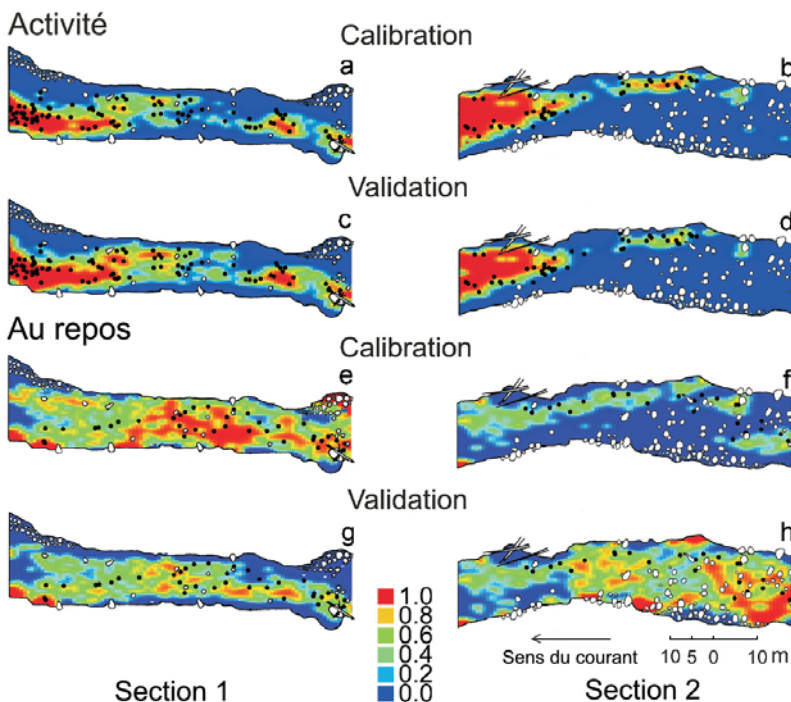 Activité
Calibration
a
b
Validation
c
d
Au repos
Calibration
e
f
Validation
g
h
1.0
0.8
0.6
0.4
0.2
0.0
Sens du courant
10 5 0 10 m
Section 1
Section 2